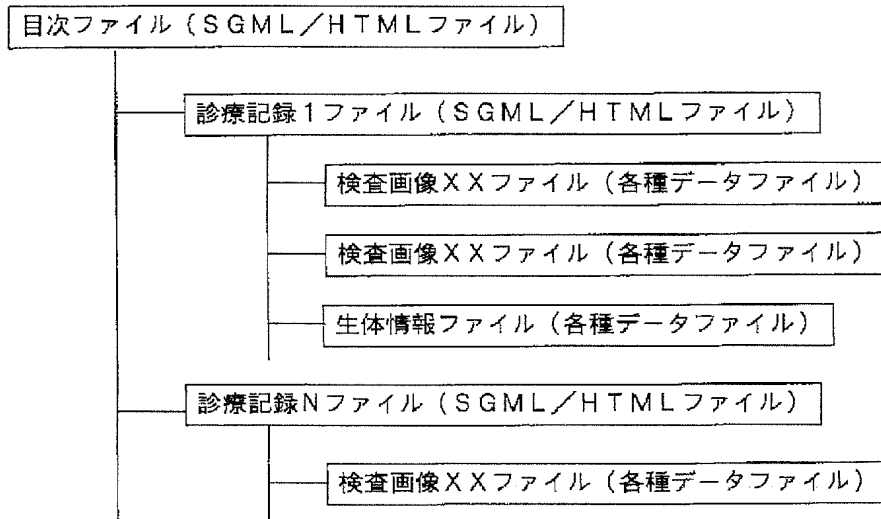 目次ファイル（ＳＧＭＬ／ＨＴＭＬファイル）
診療記録１ファイル（ＳＧＭＬ／ＨＴＭＬファイル）
検査画像ＸＸファイル（各種データファイル）
検査画像ＸＸファイル（各種データファイル）
生体情報ファイル（各種データファイル）
診療記録Ｎファイル（ＳＧＭＬ／ＨＴＭＬファイル）
検査画像ＸＸファイル（各種データファイル）